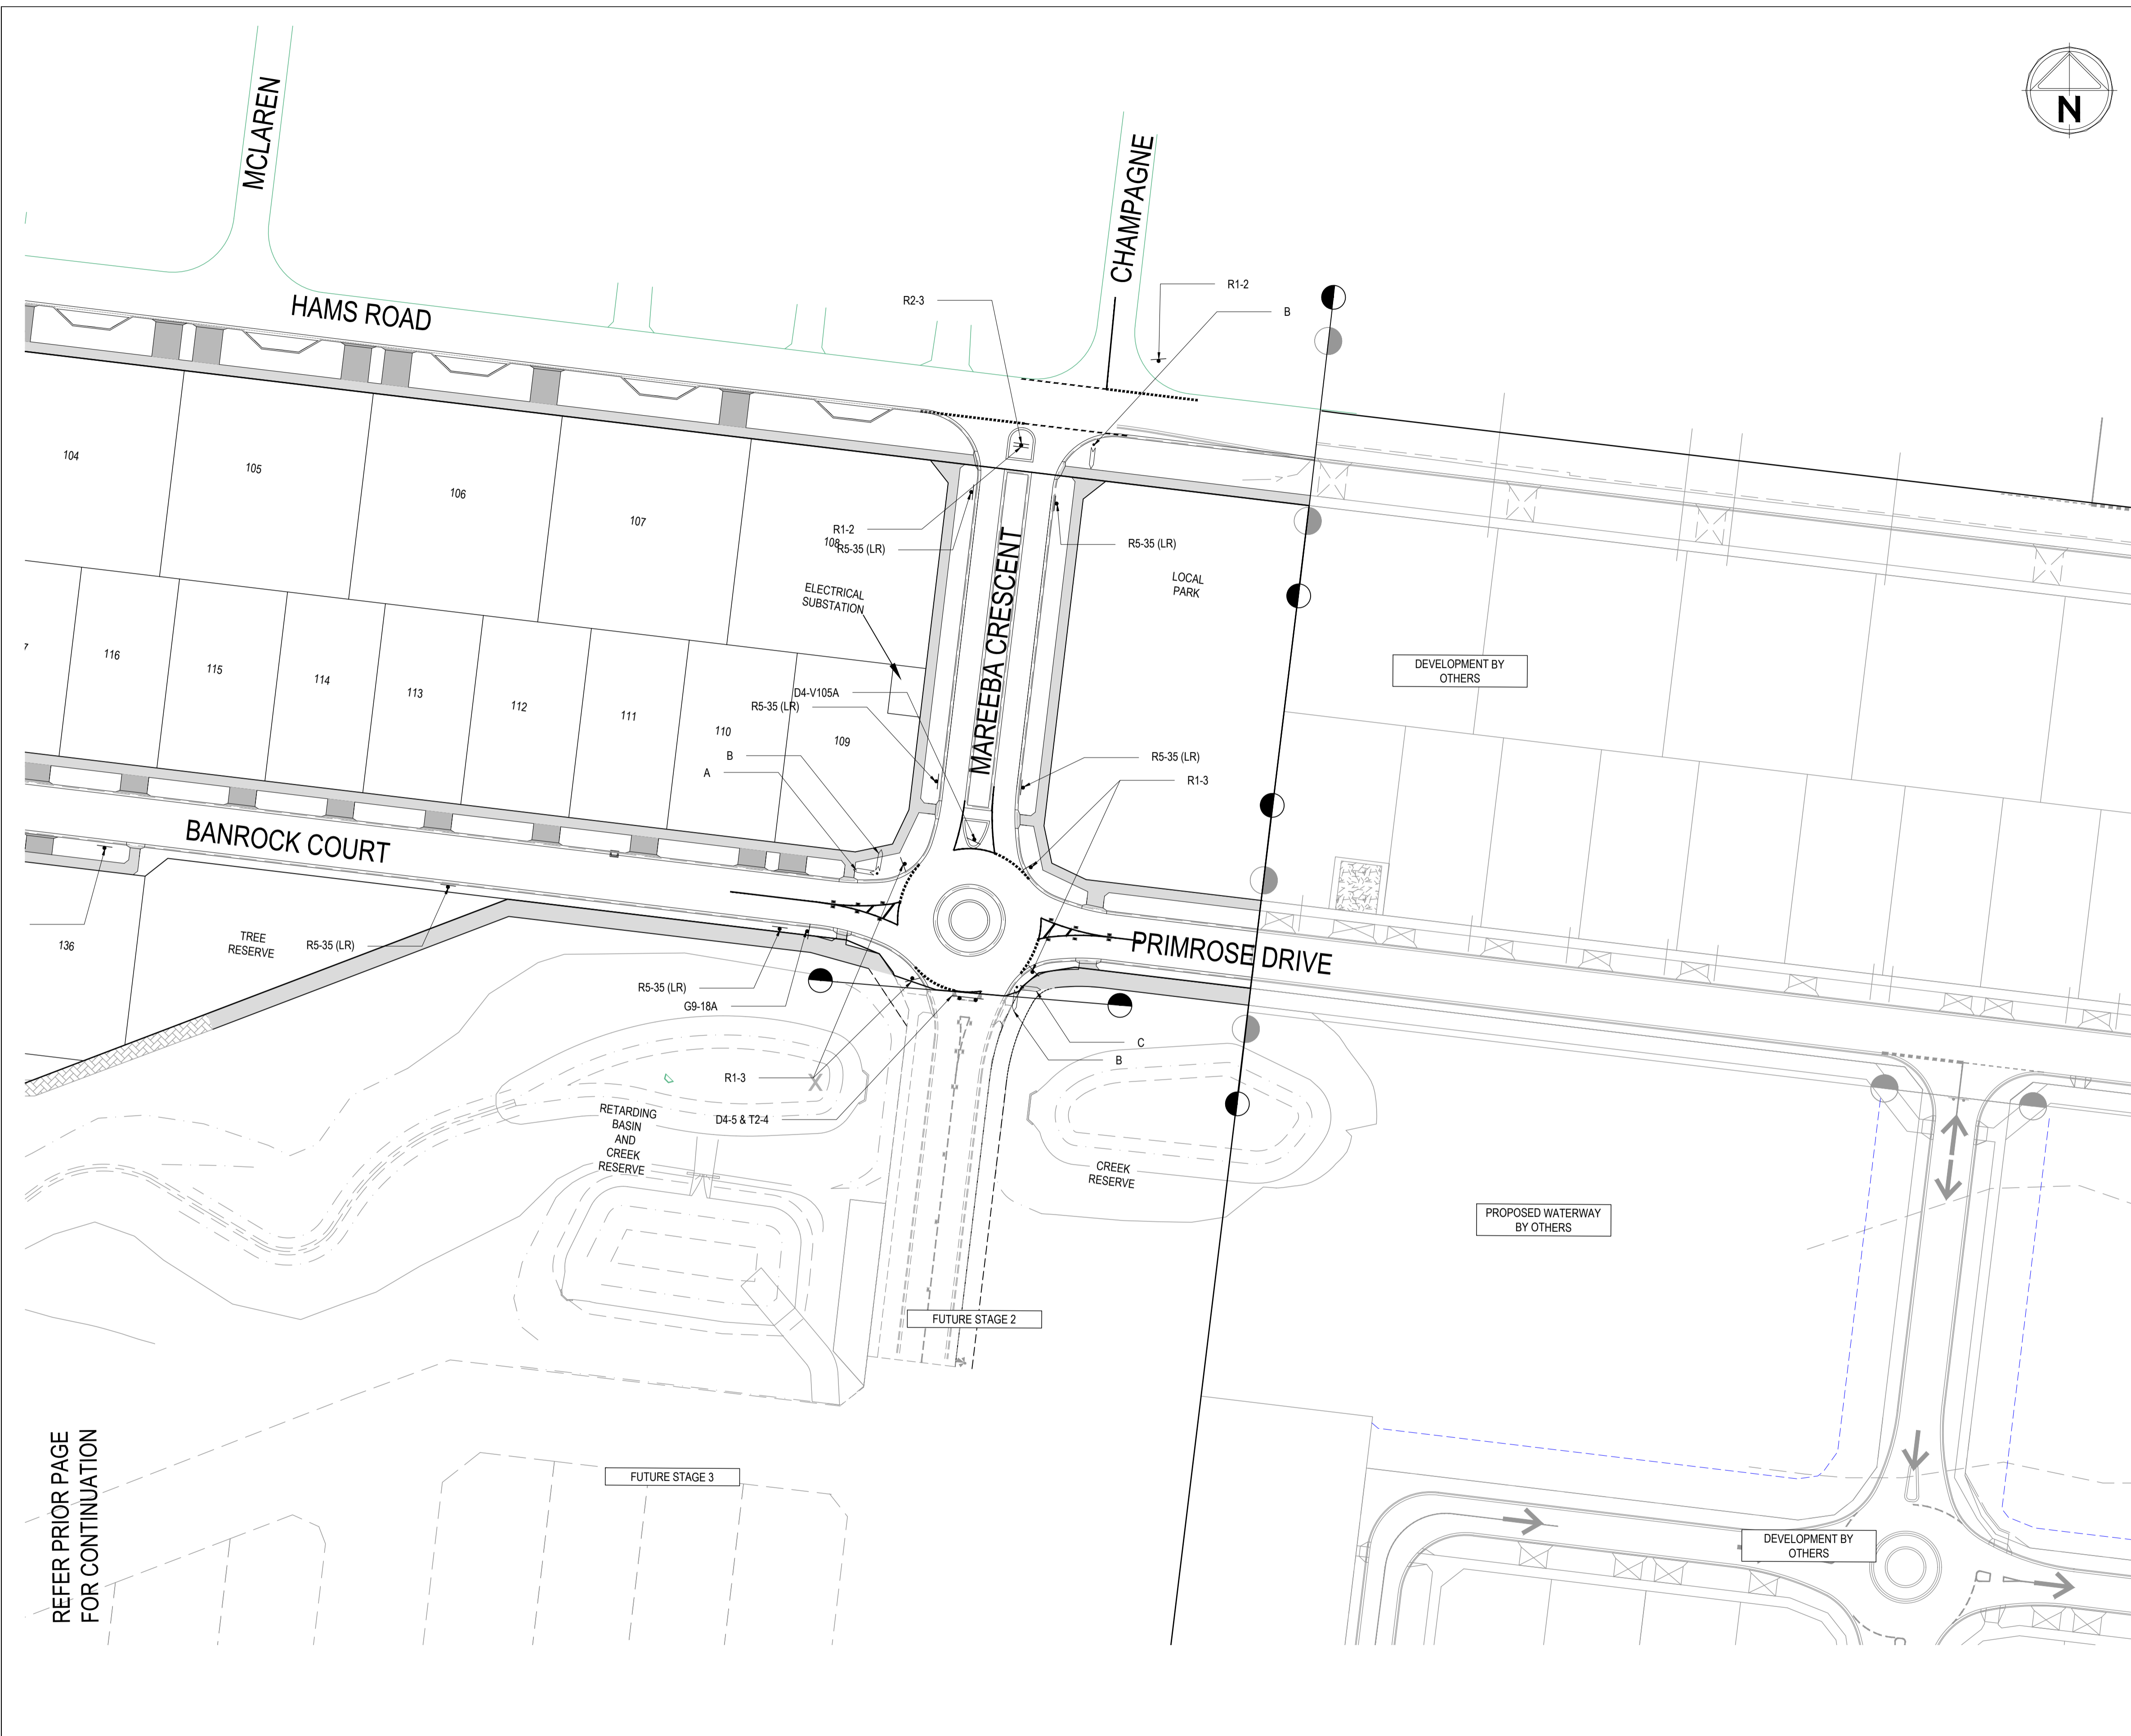 N
MCLAREN
CHAMPAGNE
HAMS ROAD
R2-3
R1-2
B
104
105
106
107
108
R1-2
R5-35 (LR)
R5-35 (LR)
LOCAL
PARK
MAREEBA CRESCENT
ELECTRICAL
SUBSTATION
DEVELOPMENT BY
OTHERS
7
116
115
114
113
112
111
110
109
D4-V105A
R5-35 (LR)
B
A
R5-35 (LR)
R1-3
BANROCK COURT
PRIMROSE DRIVE
136
TREE
RESERVE
R5-35 (LR)
R5-35 (LR)
G9-18A
C
B
R1-3
D4-5 & T2-4
RETARDING
BASIN
AND
CREEK
RESERVE
CREEK
RESERVE
PROPOSED WATERWAY
BY OTHERS
FUTURE STAGE 2
FUTURE STAGE 3
DEVELOPMENT BY
OTHERS
REFER PRIOR PAGE
FOR CONTINUATION